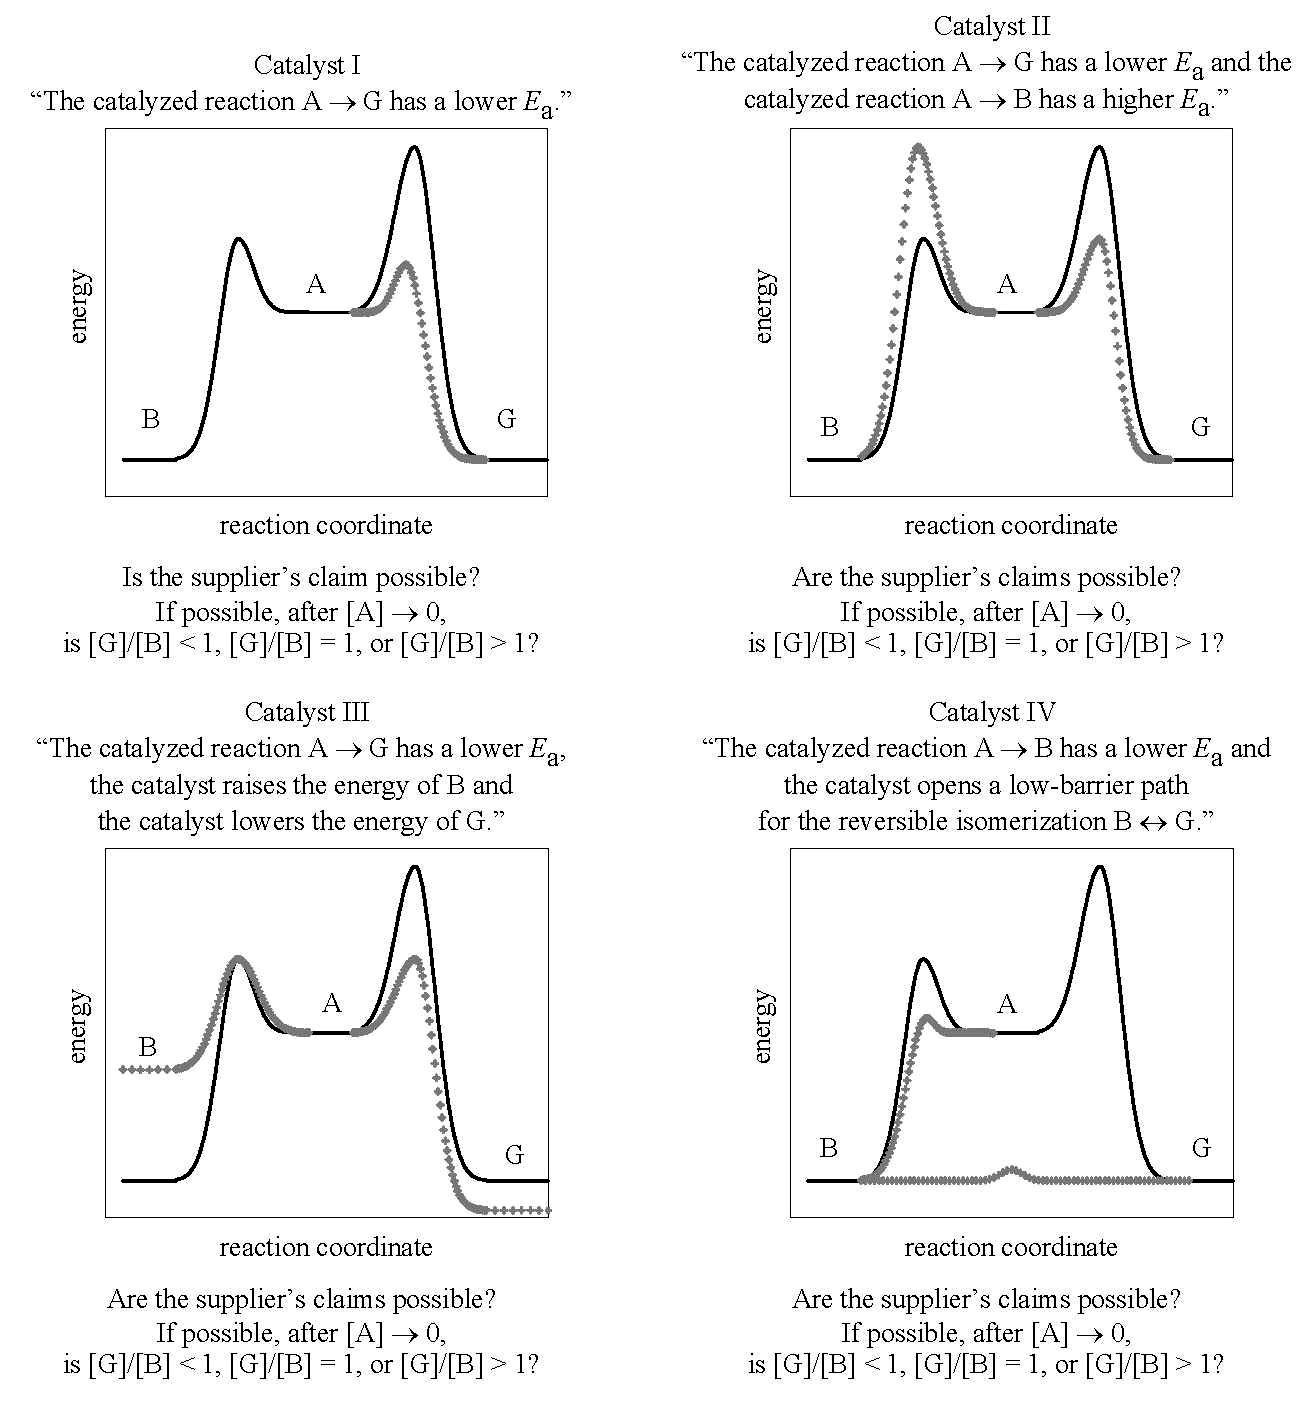 Catalyst I
“The catalyzed reaction A → G has a lower Ea.”
energy
B
A
G
reaction coordinate
Is the supplier’s claim possible?
If possible, after [A] → 0,
is [G]/[B] < 1, [G]/[B] = 1, or [G]/[B] > 1?
Catalyst II
“The catalyzed reaction A → G has a lower Ea and the
catalyzed reaction A → B has a higher Ea.”
energy
B
A
G
reaction coordinate
Are the supplier’s claims possible?
If possible, after [A] → 0,
is [G]/[B] < 1, [G]/[B] = 1, or [G]/[B] > 1?
Catalyst III
“The catalyzed reaction A → G has a lower Ea,
the catalyst raises the energy of B and
the catalyst lowers the energy of G.”
energy
B
A
G
reaction coordinate
Are the supplier’s claims possible?
If possible, after [A] → 0,
is [G]/[B] < 1, [G]/[B] = 1, or [G]/[B] > 1?
Catalyst IV
“The catalyzed reaction A → B has a lower Ea and
the catalyst opens a low-barrier path
for the reversible isomerization B ↔ G.”
energy
B
A
G
reaction coordinate
Are the supplier’s claims possible?
If possible, after [A] → 0,
is [G]/[B] < 1, [G]/[B] = 1, or [G]/[B] > 1?